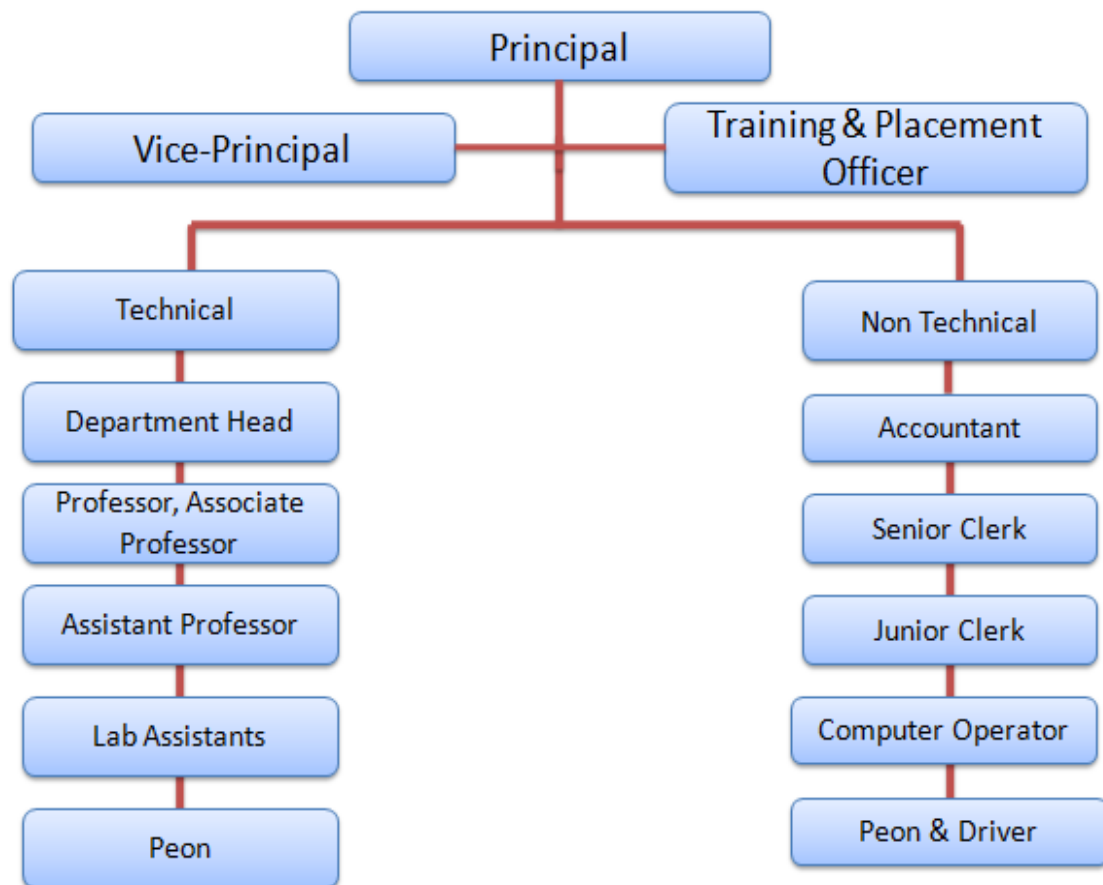 Principal
Vice-Principal
Training & Placement
Officer
Technical
Non Technical
Department Head
Accountant
Professor, Associate
Professor
Senior Clerk
Assistant Professor
Junior Clerk
Lab Assistants
Computer Operator
Peon
Peon & Driver